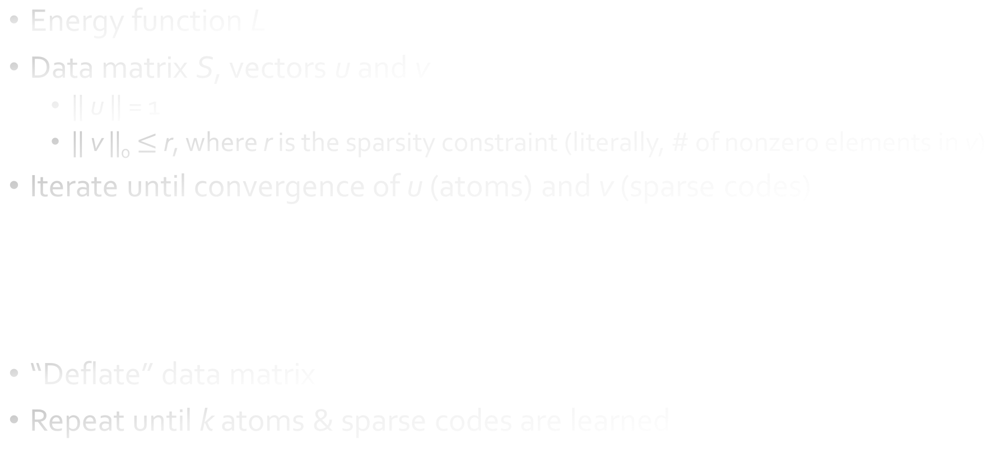 • Energy function L
• Data matrix S, vectors u and v
• || u || = 1
• || v ||₀ ≤ r, where r is the sparsity constraint (literally, # of nonzero elements in v)
• Iterate until convergence of u (atoms) and v (sparse codes)
• “Deflate” data matrix
• Repeat until k atoms & sparse codes are learned